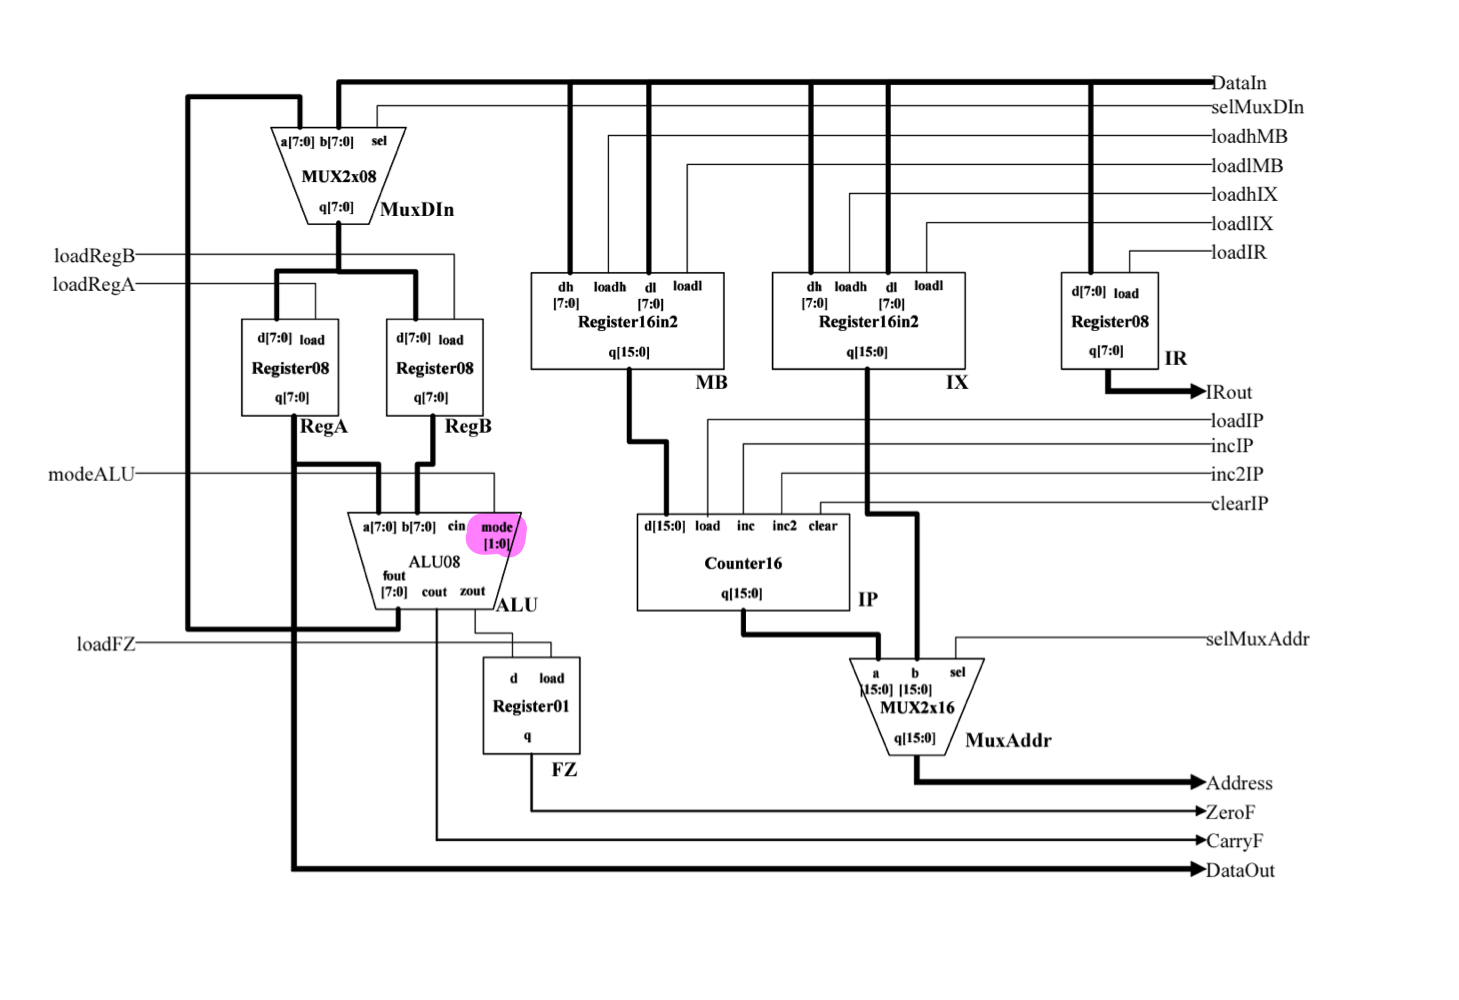 DataIn
selMuxDIn
loadhMB
loadlMB
loadhIX
loadlIX
loadIR
a[7:0] b[7:0] sel
MUX2x08
q[7:0]
MuxDIn
loadRegB
loadRegA
d[7:0] load
Register08
q[7:0]
RegA
d[7:0] load
Register08
q[7:0]
RegB
dh loadh dl loadl
[7:0] [7:0]
Register16in2
q[15:0]
MB
dh loadh dl loadl
[7:0] [7:0]
Register16in2
q[15:0]
IX
d[7:0] load
Register08
q[7:0]
IR
IRout
loadIP
incIP
inc2IP
clearIP
modeALU
a[7:0] b[7:0] cin mode
[1:0]
ALU08
fout
[7:0] cout zout
ALU
d[15:0] load inc inc2 clear
Counter16
q[15:0]
IP
loadFZ
d load
Register01
q
FZ
selMuxAddr
a b sel
[15:0] [15:0]
MUX2x16
q[15:0]
MuxAddr
Address
ZeroF
CarryF
DataOut